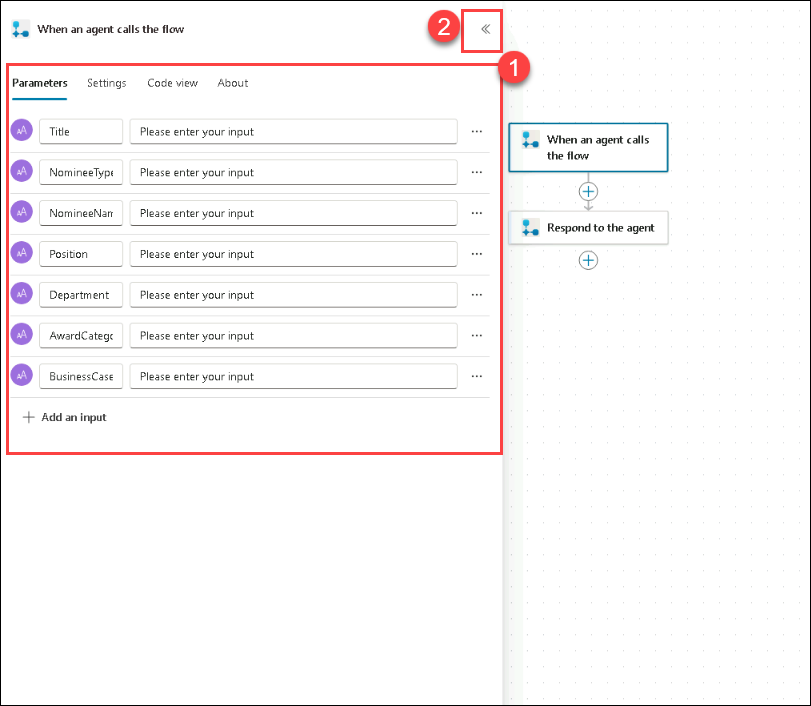 When an agent calls the flow
2
1
Parameters Settings Code view About
AA Title Please enter your input ...
AA NomineeType Please enter your input ...
AA NomineeNam Please enter your input ...
AA Position Please enter your input ...
AA Department Please enter your input ...
AA AwardCatego Please enter your input ...
AA BusinessCase Please enter your input ...
Add an input
When an agent calls
the flow
Respond to the agent